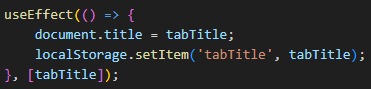 useEffect(() => {
    document.title = tabTitle;
    localStorage.setItem('tabTitle', tabTitle);
}, [tabTitle]);